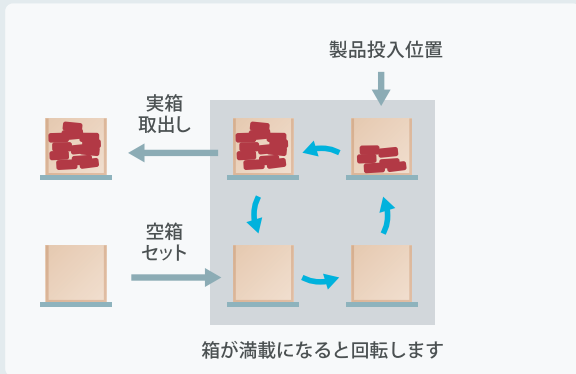 製品投入位置
実箱
取出し
空箱
セット
箱が満載になると回転します